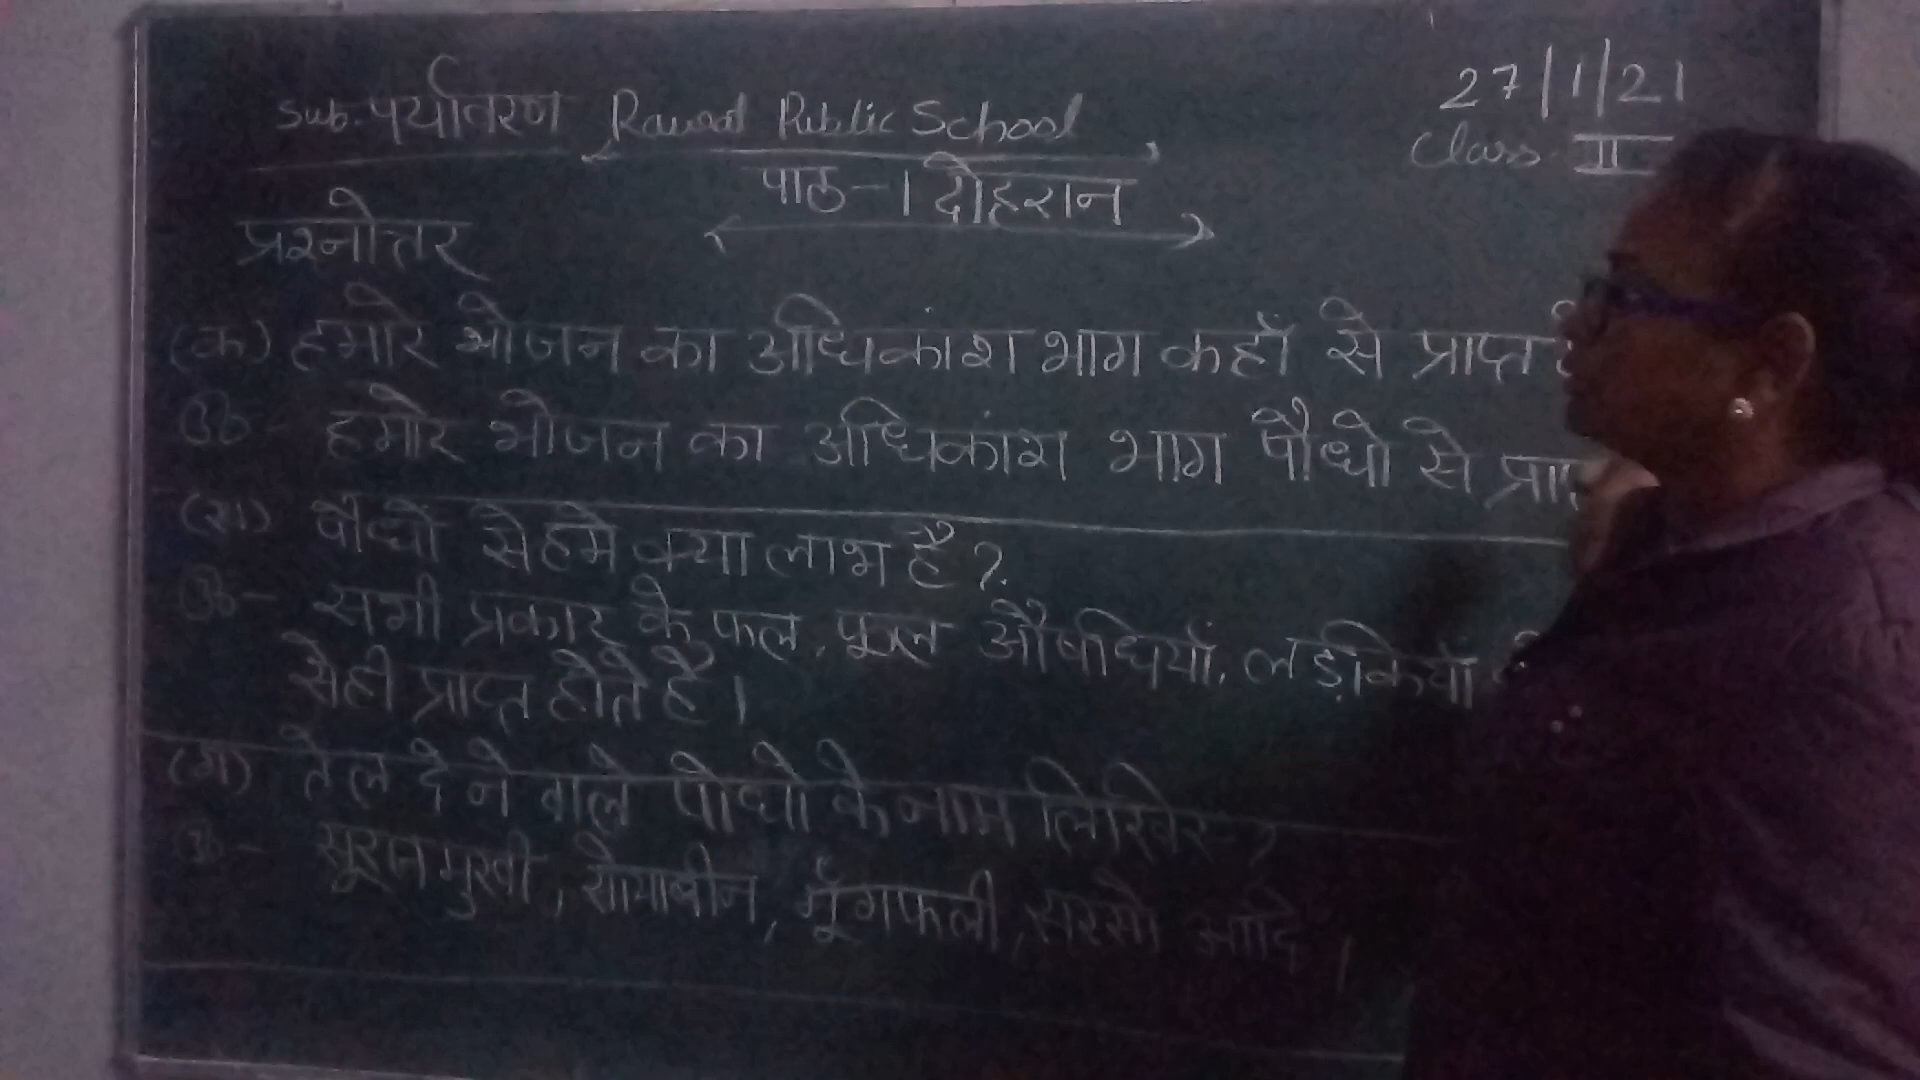 Sub. पर्यावरण Rawat Public School
27/1/21
Class- III
पाठ-1 दोहरान
प्रश्नोत्तर
(क) हमारे भोजन का अधिकांश भाग कहाँ से प्राप्त
उ०- हमारे भोजन का अधिकांश भाग पौधो से
(ख) पौधो से हमे क्या लाभ है?
उ०- सभी प्रकार के फल, फूल औषधियाँ, लड़कियाँ
से ही प्राप्त होते है।
(ग) तेल देने वाले पौधो के नाम लिखिए-?
उ०- सूरजमुखी, सोयाबीन, मूँगफली, सरसो आदि।